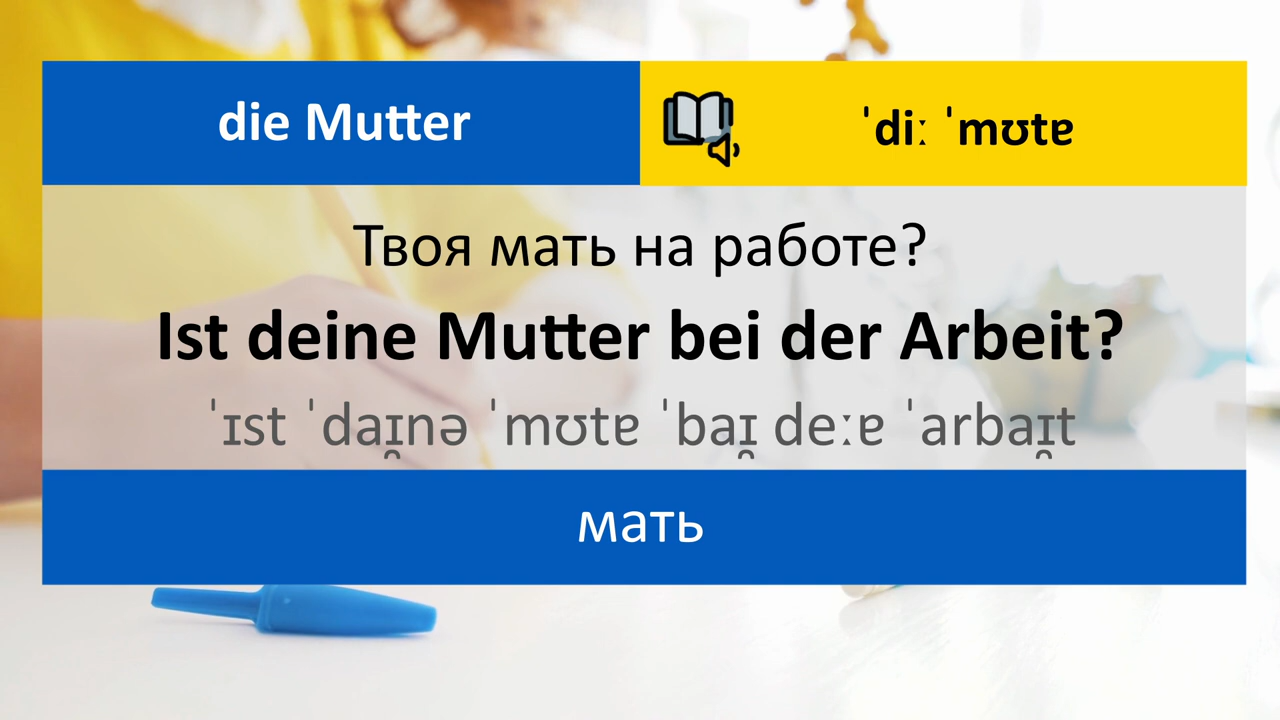 die Mutter
ˈdiː ˈmʊtɐ
Твоя мать на работе?
Ist deine Mutter bei der Arbeit?
ˈɪst ˈdaɪ̯nə ˈmʊtɐ ˈbaɪ̯ deːɐ ˈarbaɪ̯t
мать